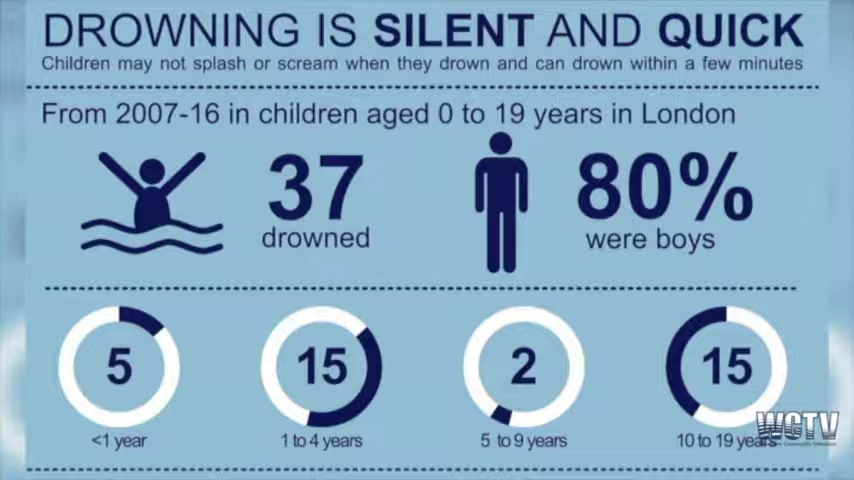 DROWNING IS SILENT AND QUICK
Children may not splash or scream when they drown and can drown within a few minutes
From 2007-16 in children aged 0 to 19 years in London
37
drowned
80%
were boys
5
15
2
15
<1 year
1 to 4 years
5 to 9 years
10 to 19 years
WCTV